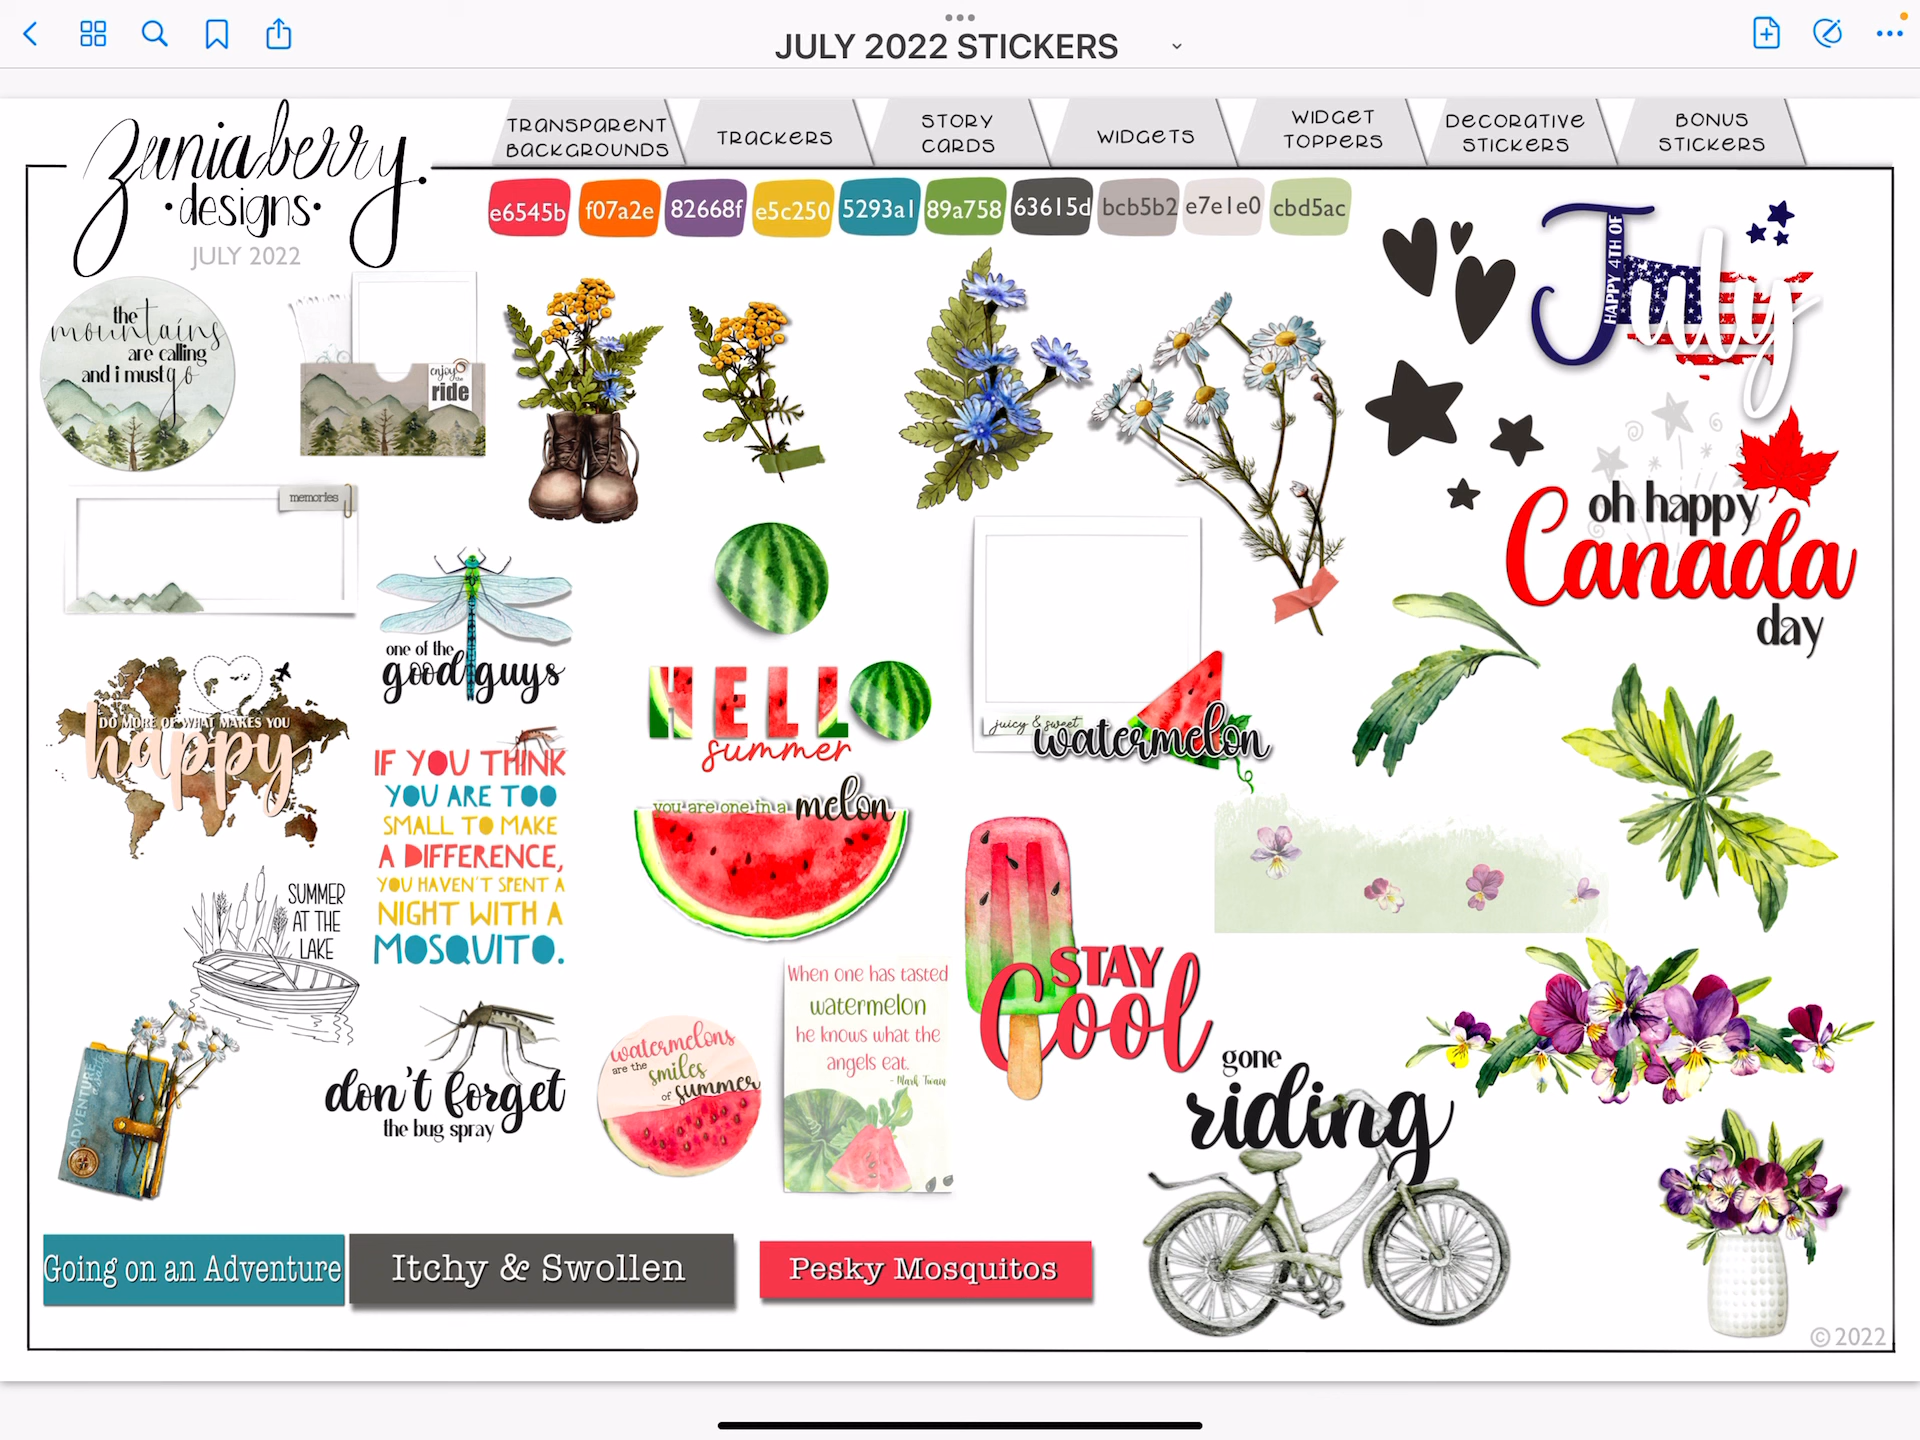 JULY 2022 STICKERS
zuniaberry.
•designs•
JULY 2022
TRANSPARENT
BACKGROUNDS
TRACKERS
STORY
CARDS
WIDGETS
WIDGET
TOPPERS
DECORATIVE
STICKERS
BONUS
STICKERS
e6545b
f07a2e
82668f
e5c250
5293a1
89a758
63615d
bcb5b2
e7e1e0
cbd5ac
the
mountains
are calling
and i must go
enjoy the
ride
HAPPY 4TH OF
July
oh happy
Canada
day
memories
one of the
good guys
DO MORE OF WHAT MAKES YOU
happy
IF YOU THINK
YOU ARE TOO
SMALL TO MAKE
A DIFFERENCE,
YOU HAVEN'T SPENT A
NIGHT WITH A
MOSQUITO.
HELLO
summer
juicy & sweet
watermelon
you are one in a melon
SUMMER
AT THE
LAKE
STAY
Cool
When one has tasted
watermelon
he knows what the
angels eat.
- Mark Twain
watermelons
are the smiles
of summer
don't forget
the bug spray
ADVENTURE
gone
riding
Going on an Adventure
Itchy & Swollen
Pesky Mosquitos
© 2022